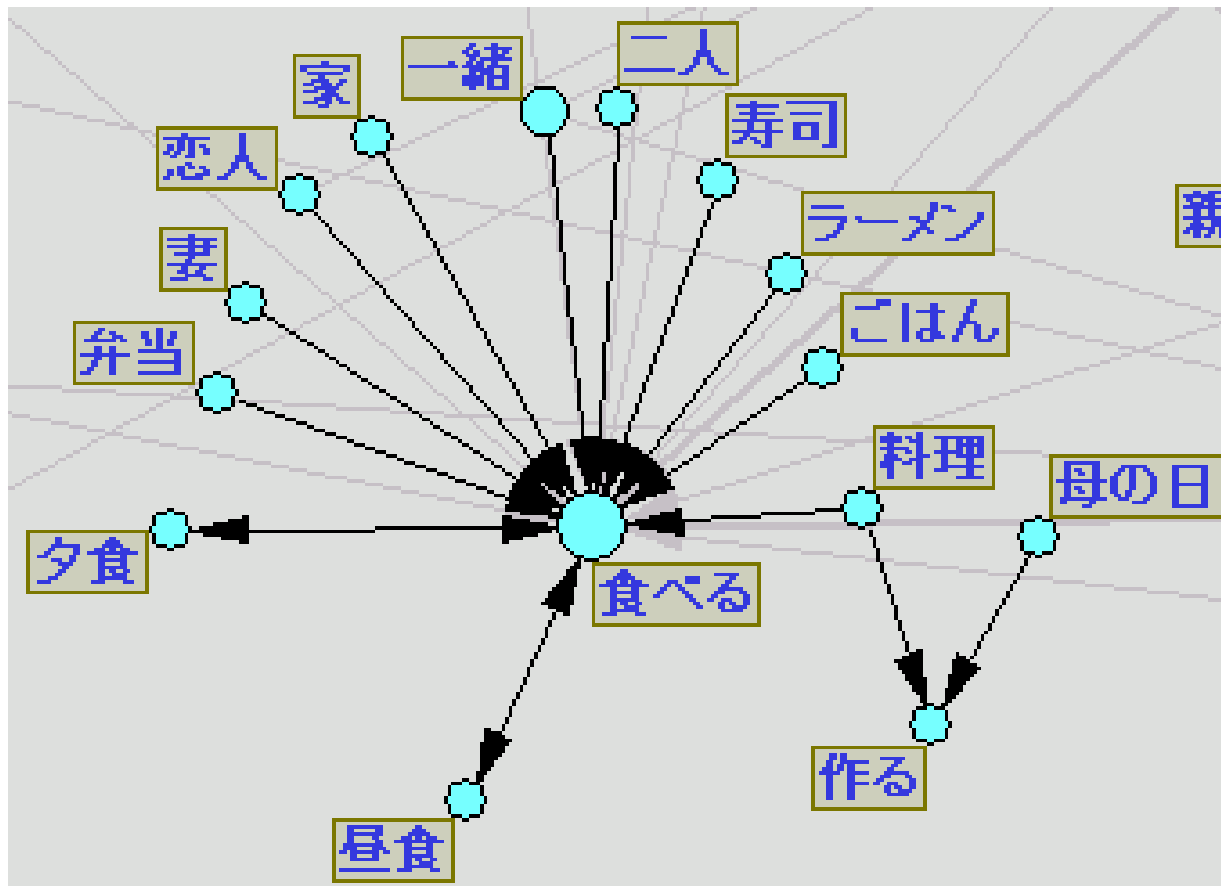 一緒
二人
家
寿司
恋人
ラーメン
妻
ごはん
弁当
料理
母の日
夕食
食べる
作る
昼食